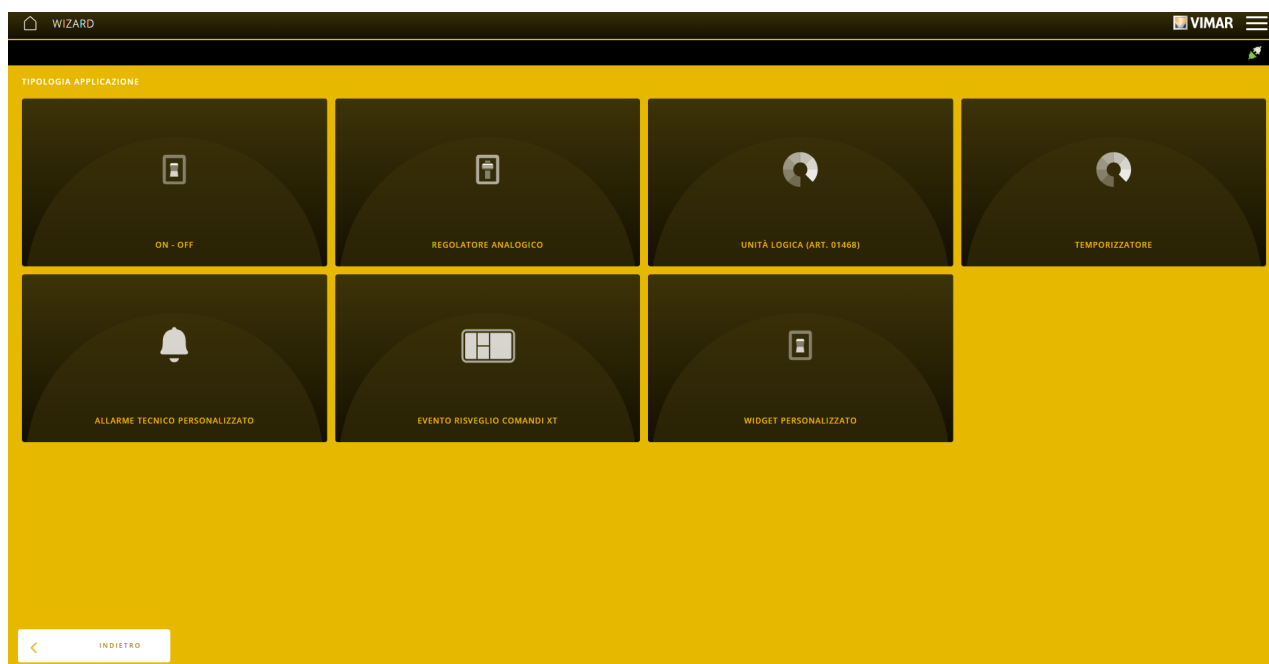 WIZARD
VIMAR
TIPOLOGIA APPLICAZIONE
ON - OFF
REGOLATORE ANALOGICO
UNITÀ LOGICA (ART. 01468)
TEMPORIZZATORE
ALLARME TECNICO PERSONALIZZATO
EVENTO RISVEGLIO COMANDI XT
WIDGET PERSONALIZZATO
INDIETRO